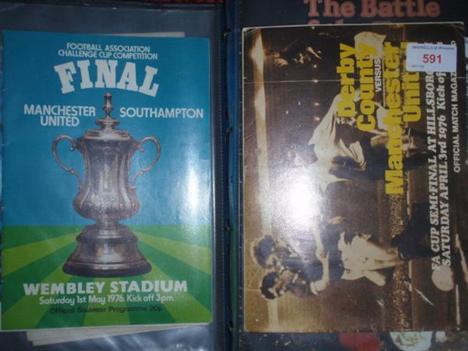 FOOTBALL ASSOCIATION
CHALLENGE CUP COMPETITION
FINAL
MANCHESTER
UNITED
SOUTHAMPTON
WEMBLEY STADIUM
Saturday 1st May 1976 Kick off 3pm.
Official Souvenir Programme 20p
The Battle
591
Derby
County
VERSUS
Manchester
United
FA CUP SEMI-FINAL AT HILLSBOROUGH
SATURDAY APRIL 3rd 1976 Kick off
OFFICIAL MATCH MAGAZINE